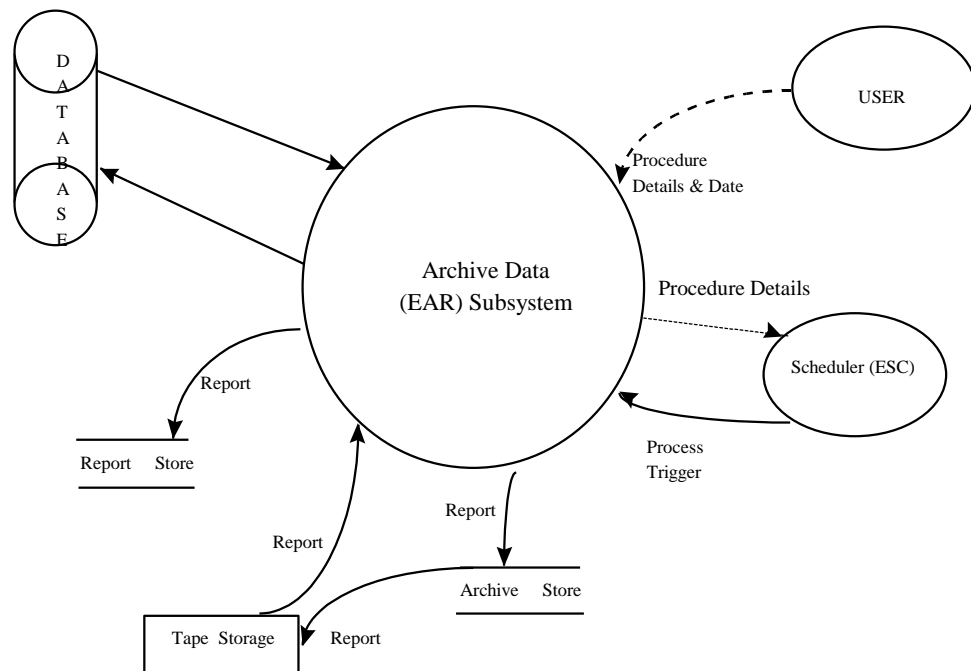 D
A
T
A
B
A
S
E
USER
Procedure
Details & Date
Archive Data
(EAR) Subsystem
Procedure Details
Scheduler (ESC)
Report
Process
Trigger
Report Store
Report
Report
Archive Store
Tape Storage
Report